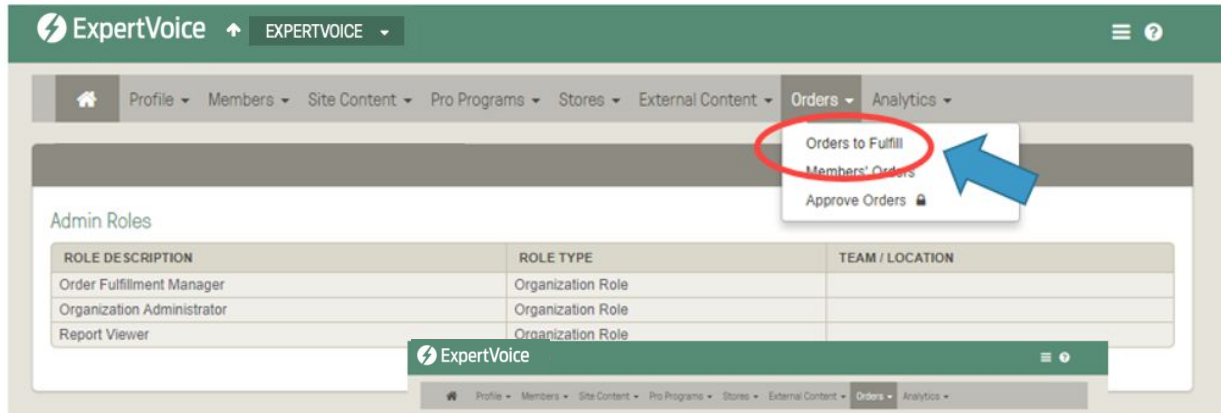 ExpertVoice EXPERTVOICE
Profile Members Site Content Pro Programs Stores External Content Orders Analytics
Orders to Fulfill
Members' Orders
Approve Orders
Admin Roles
ROLE DESCRIPTION ROLE TYPE TEAM / LOCATION
Order Fulfillment Manager Organization Role
Organization Administrator Organization Role
Report Viewer Organization Role
ExpertVoice
Profile Members Site Content Pro Programs Stores External Content Orders Analytics